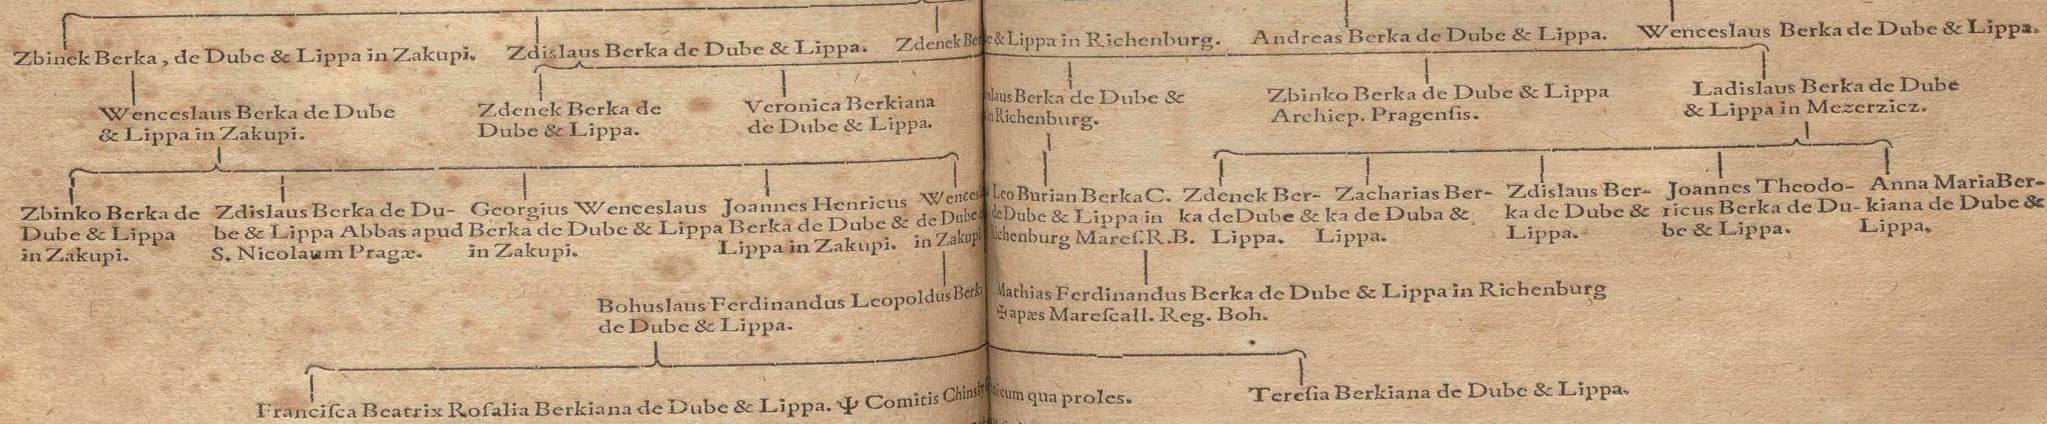 Zbinek Berka, de Dube & Lippa in Zakupi.
Zdislaus Berka de Dube & Lippa.
Zdenek & Lippa in Richenburg.
Andreas Berka de Dube & Lippa.
Wenceslaus Berka de Dube & Lippa.
Wenceslaus Berka de Dube
& Lippa in Zakupi.
Zdenek Berka de
Dube & Lippa.
Veronica Berkiana
de Dube & Lippa.
Berka de Dube &
Richenburg.
Zbinko Berka de Dube & Lippa
Archiep. Pragenſis.
Ladislaus Berka de Dube
& Lippa in Mezerzicz.
Zbinko Berka de
Dube & Lippa
in Zakupi.
Zdislaus Berka de Du-
be & Lippa Abbas apud
S. Nicolaum Pragæ.
Georgius Wenceslaus
Berka de Dube & Lippa
in Zakupi.
Joannes Henricus
Berka de Dube &
Lippa in Zakupi.
de Dube
in Zakupi
Leo Burian Berka C.
de Dube & Lippa in
Mareſ. R. B.
Zdenek Ber-
ka de Dube &
Lippa.
Zacharias Ber-
ka de Duba &
Lippa.
Zdislaus Ber-
ka de Dube &
Lippa.
Joannes Theodo-
ricus Berka de Du-
be & Lippa.
Anna Maria Ber-
kiana de Dube &
Lippa.
Bohuslaus Ferdinandus Leopoldus
de Dube & Lippa.
Mathias Ferdinandus Berka de Dube & Lippa in Richenburg
Mareſcall. Reg. Boh.
Franciſca Beatrix Roſalia Berkiana de Dube & Lippa. Ψ Comitis qua proles.
Tereſia Berkiana de Dube & Lippa.